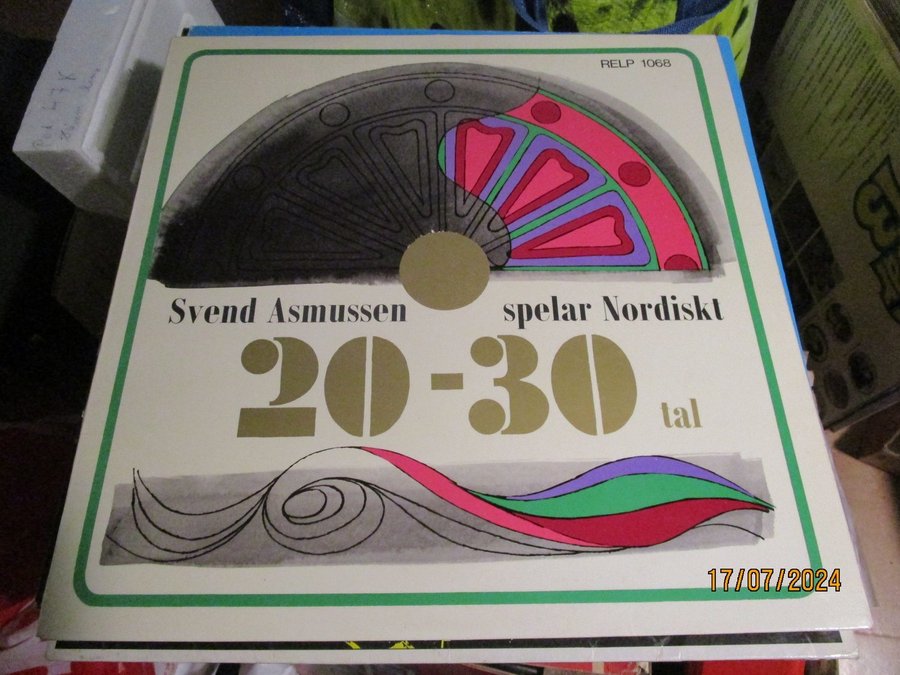 RELP 1068
Svend Asmussen spelar Nordiskt
20-30 tal
17/07/2024